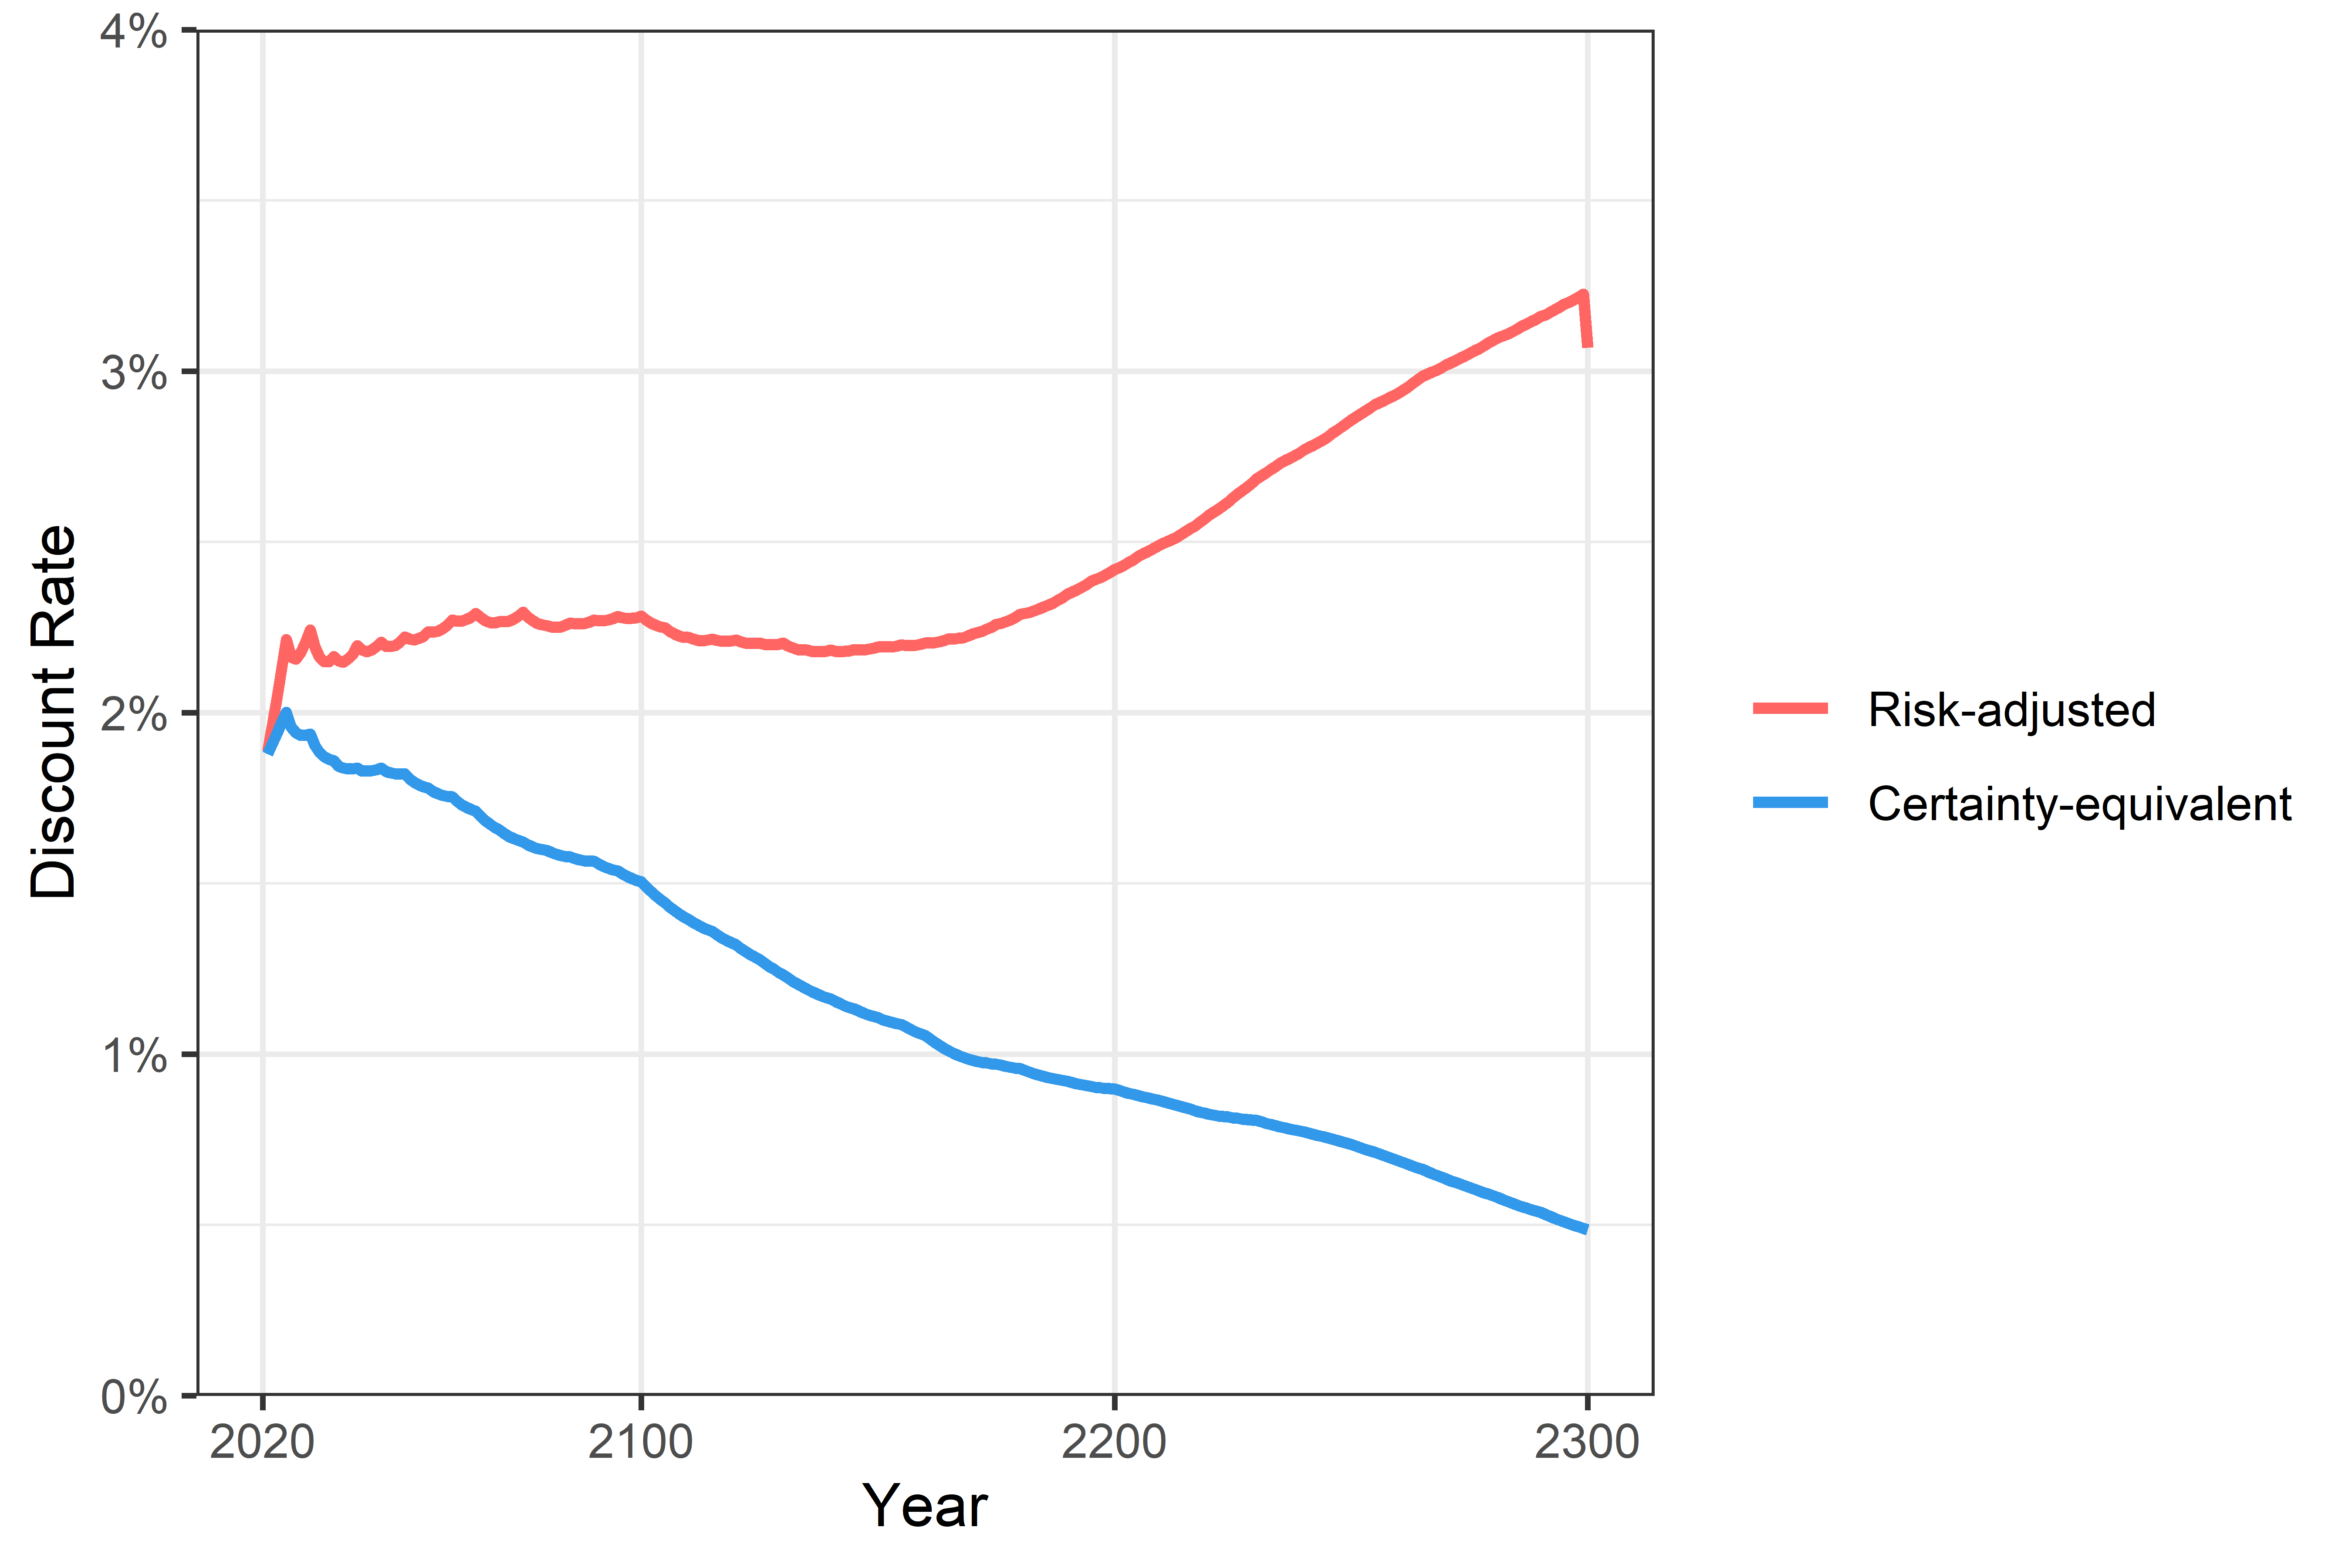 4%
3%
2%
1%
0%
Discount Rate
2020
2100
2200
2300
Year
Risk-adjusted
Certainty-equivalent